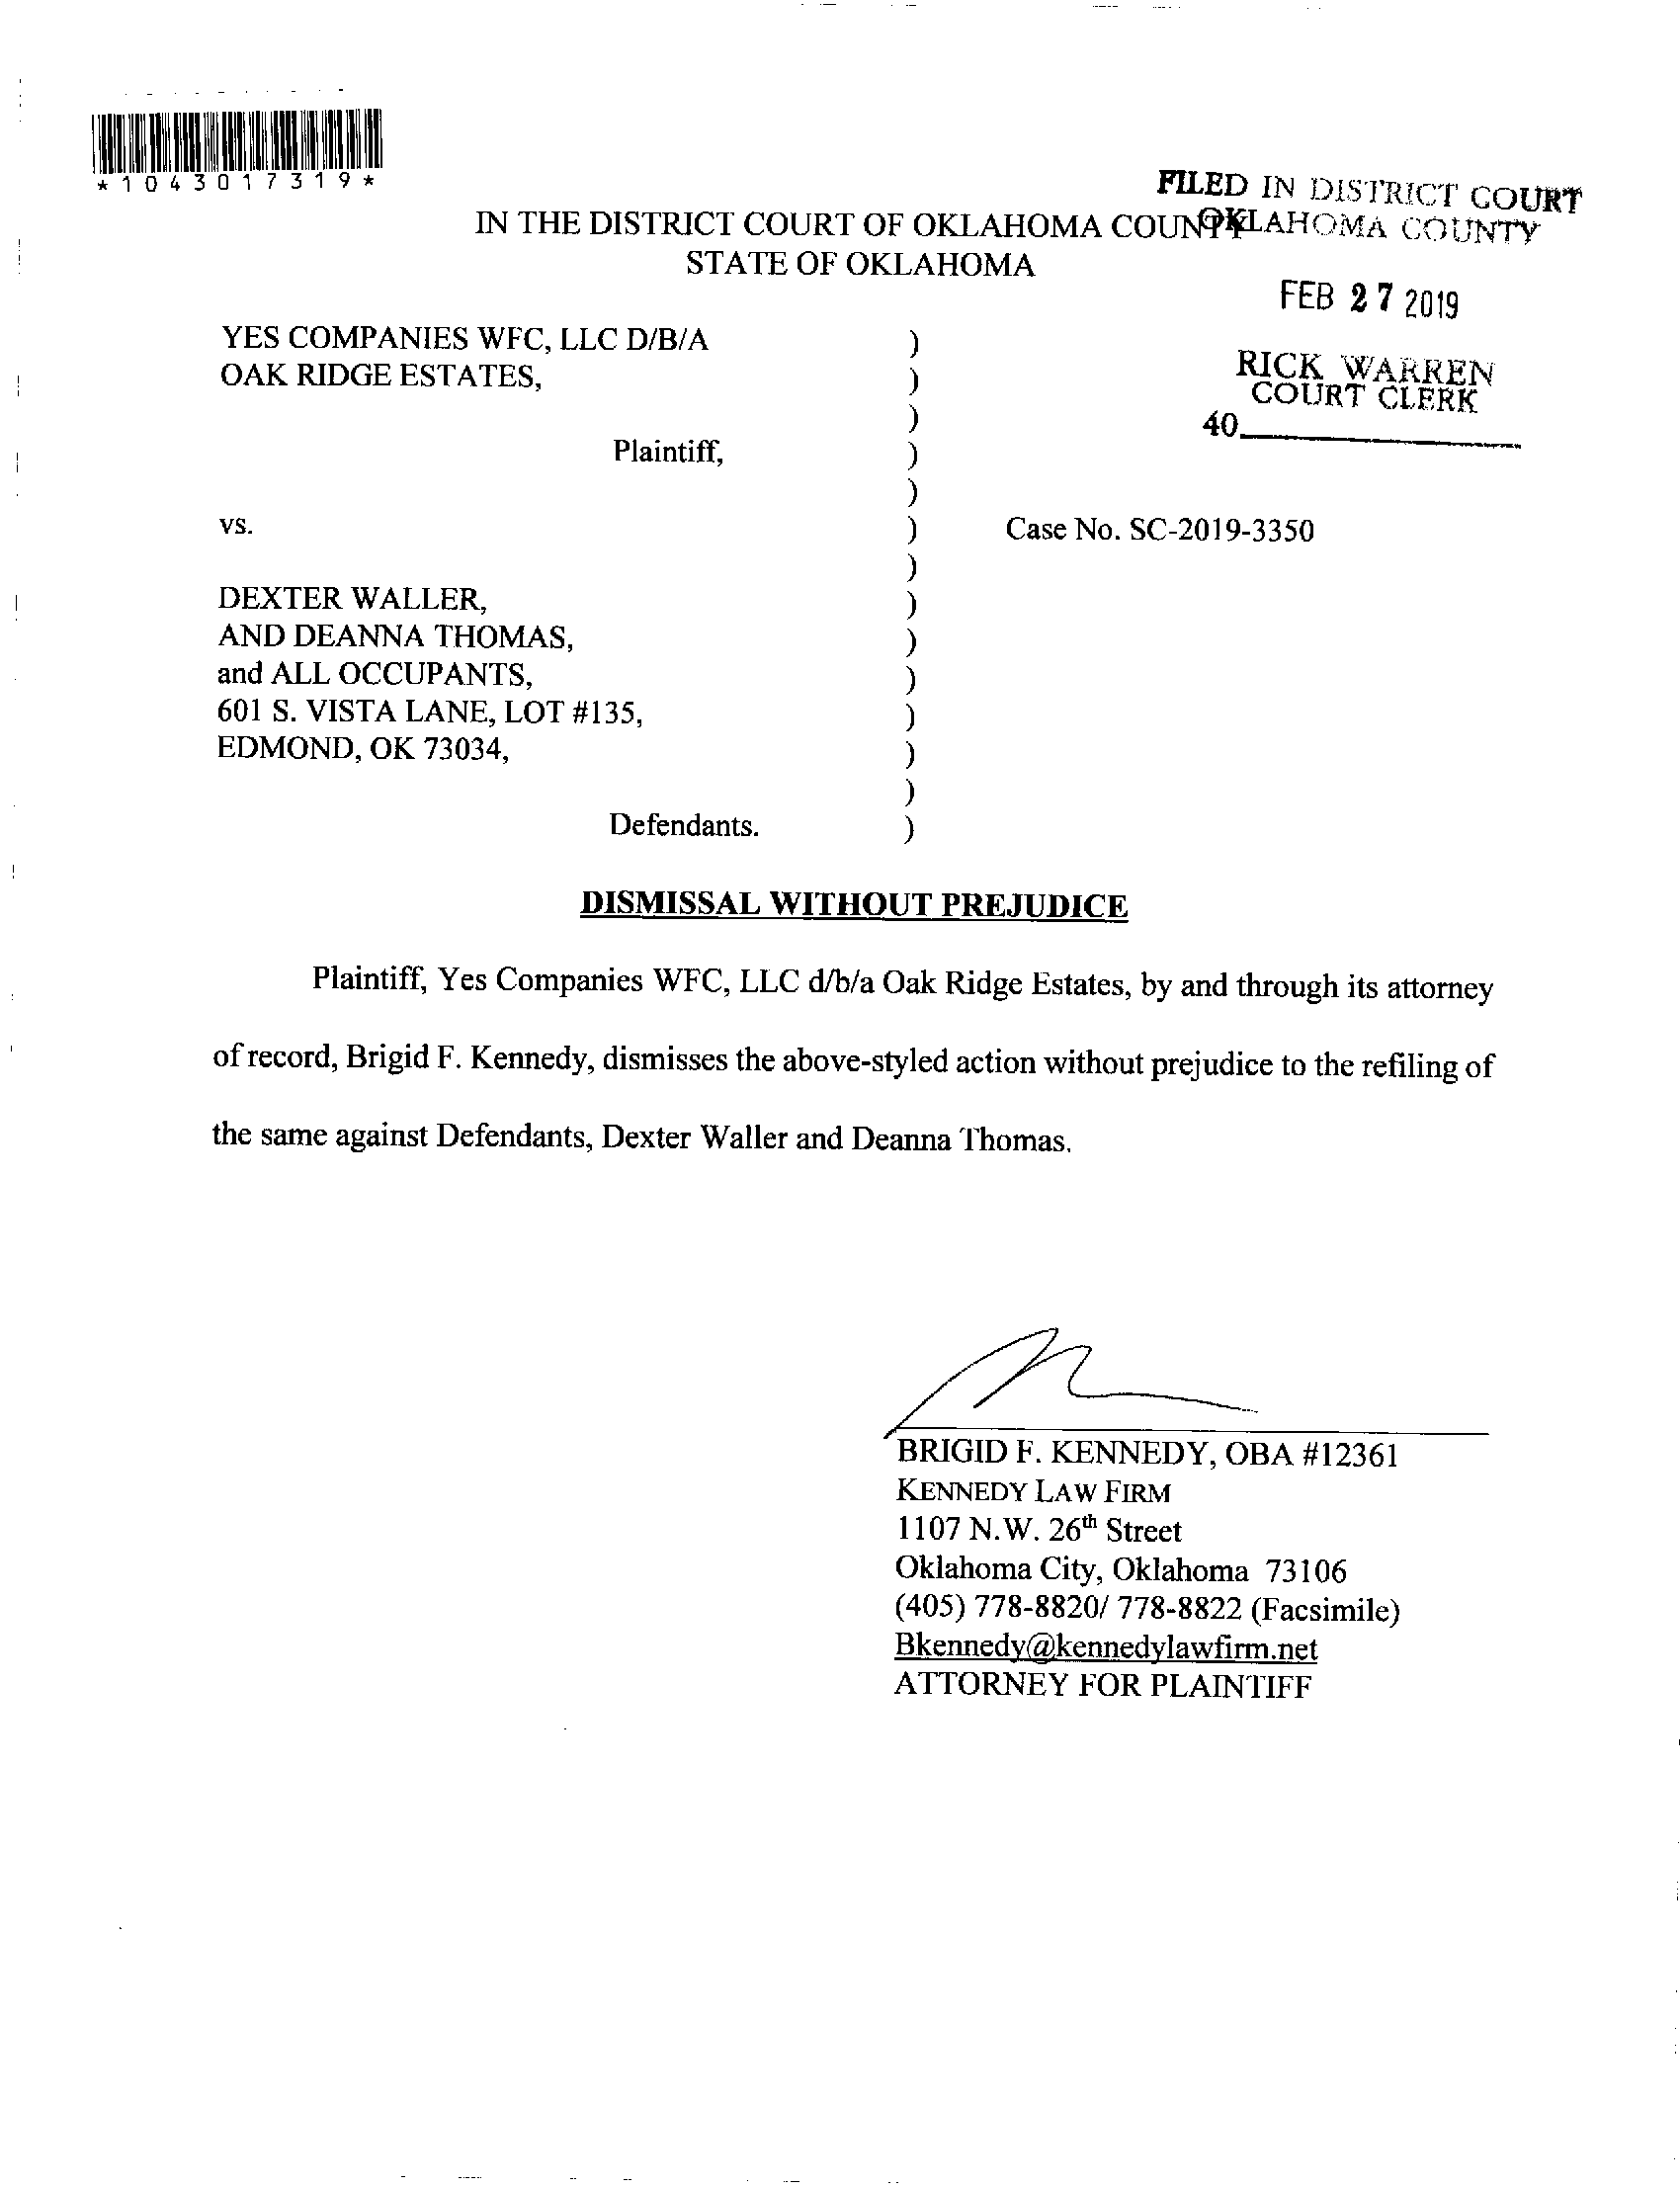 *1043017319*
FILED IN DISTRICT COURT
OKLAHOMA COUNTY
IN THE DISTRICT COURT OF OKLAHOMA COUNTY
STATE OF OKLAHOMA
FEB 27 2019
RICK WARREN
COURT CLERK
40
YES COMPANIES WFC, LLC D/B/A )
OAK RIDGE ESTATES, )
)
Plaintiff, )
)
vs. ) Case No. SC-2019-3350
)
DEXTER WALLER, )
AND DEANNA THOMAS, )
and ALL OCCUPANTS, )
601 S. VISTA LANE, LOT #135, )
EDMOND, OK 73034, )
)
Defendants. )
DISMISSAL WITHOUT PREJUDICE
Plaintiff, Yes Companies WFC, LLC d/b/a Oak Ridge Estates, by and through its attorney
of record, Brigid F. Kennedy, dismisses the above-styled action without prejudice to the refiling of
the same against Defendants, Dexter Waller and Deanna Thomas.
BRIGID F. KENNEDY, OBA #12361
KENNEDY LAW FIRM
1107 N.W. 26th Street
Oklahoma City, Oklahoma 73106
(405) 778-8820/ 778-8822 (Facsimile)
Bkennedy@kennedylawfirm.net
ATTORNEY FOR PLAINTIFF